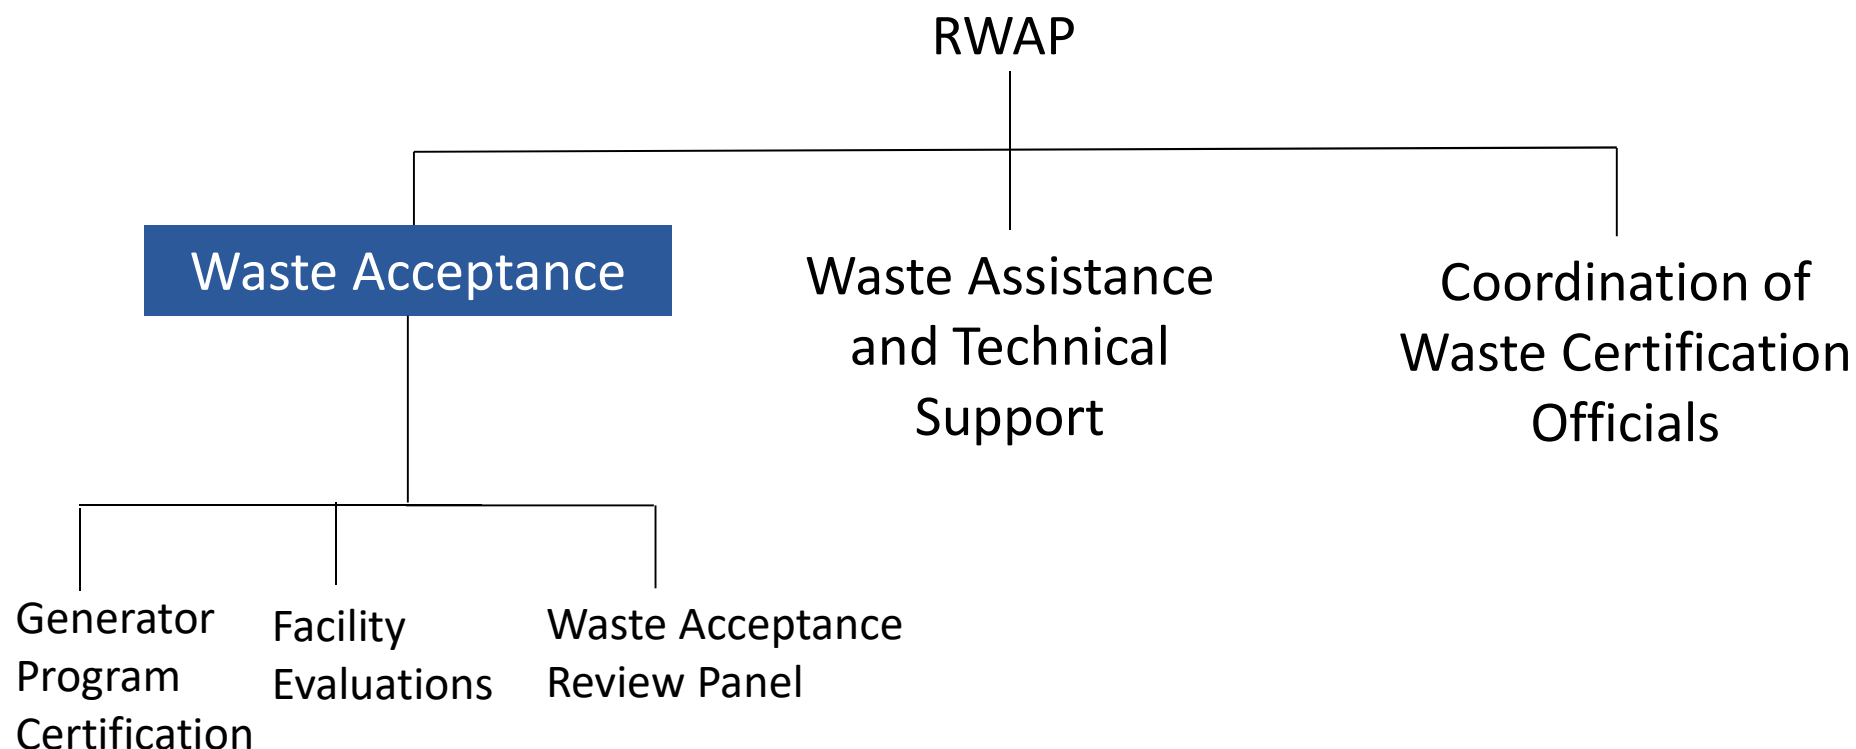 RWAP
Waste Acceptance
Waste Assistance
and Technical
Support
Coordination of
Waste Certification
Officials
Generator
Program
Certification
Facility
Evaluations
Waste Acceptance
Review Panel